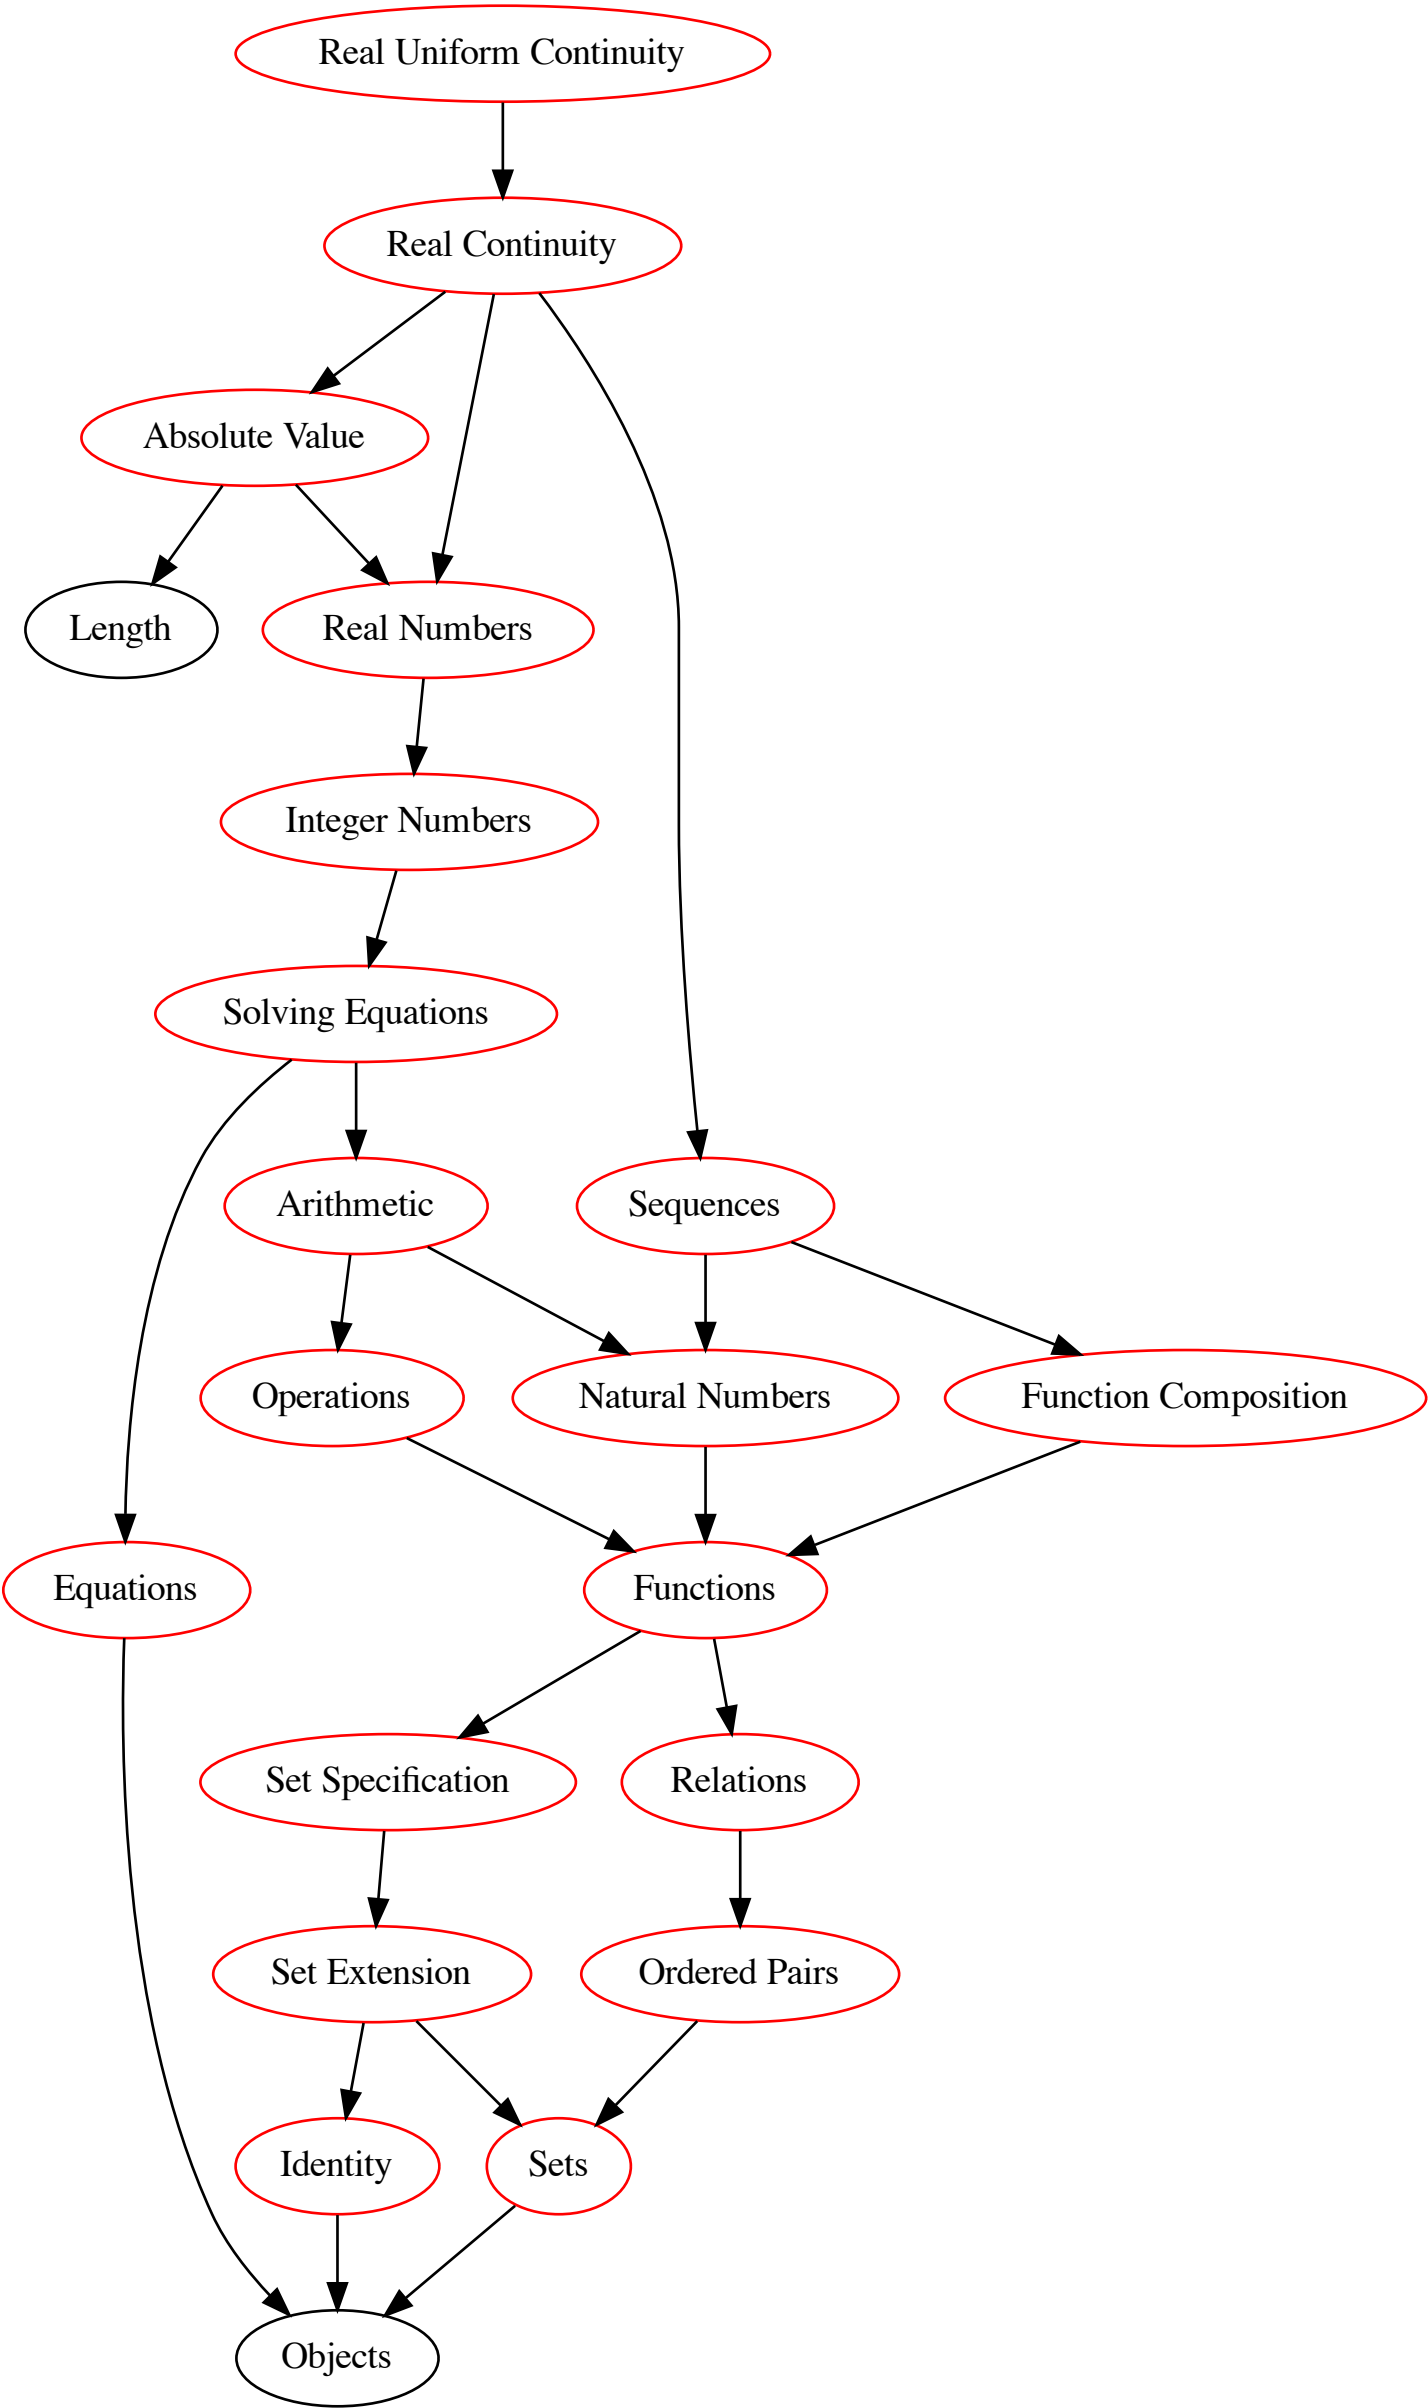 Real Uniform Continuity
Real Continuity
Absolute Value
Length
Real Numbers
Integer Numbers
Solving Equations
Arithmetic
Sequences
Operations
Natural Numbers
Function Composition
Equations
Functions
Set Specification
Relations
Set Extension
Ordered Pairs
Identity
Sets
Objects